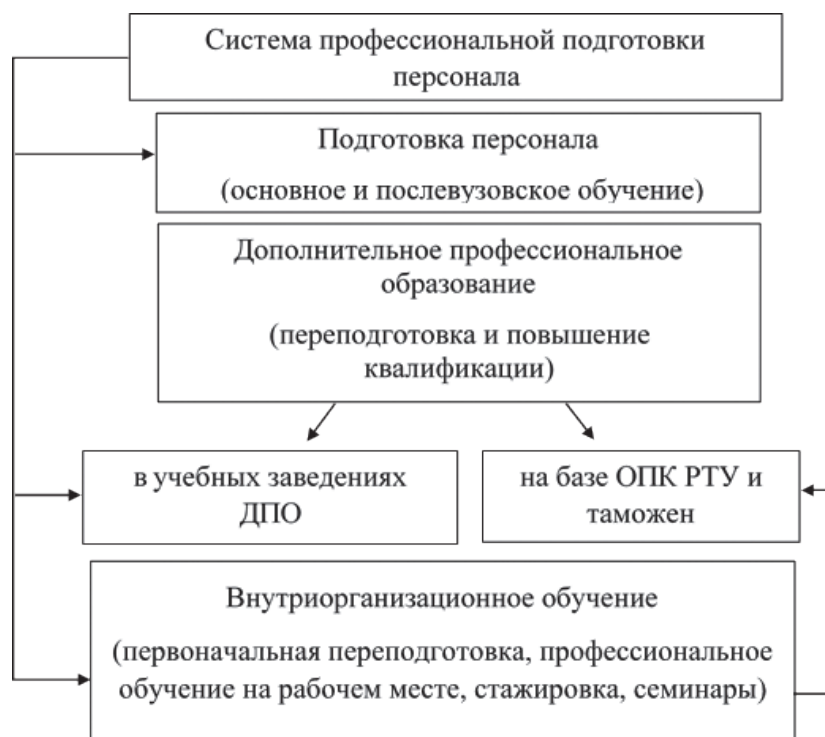 Система профессиональной подготовки
персонала
Подготовка персонала
(основное и послевузовское обучение)
Дополнительное профессиональное
образование
(переподготовка и повышение
квалификации)
в учебных заведениях
ДПО
на базе ОПК РТУ и
таможен
Внутриорганизационное обучение
(первоначальная переподготовка, профессиональное
обучение на рабочем месте, стажировка, семинары)